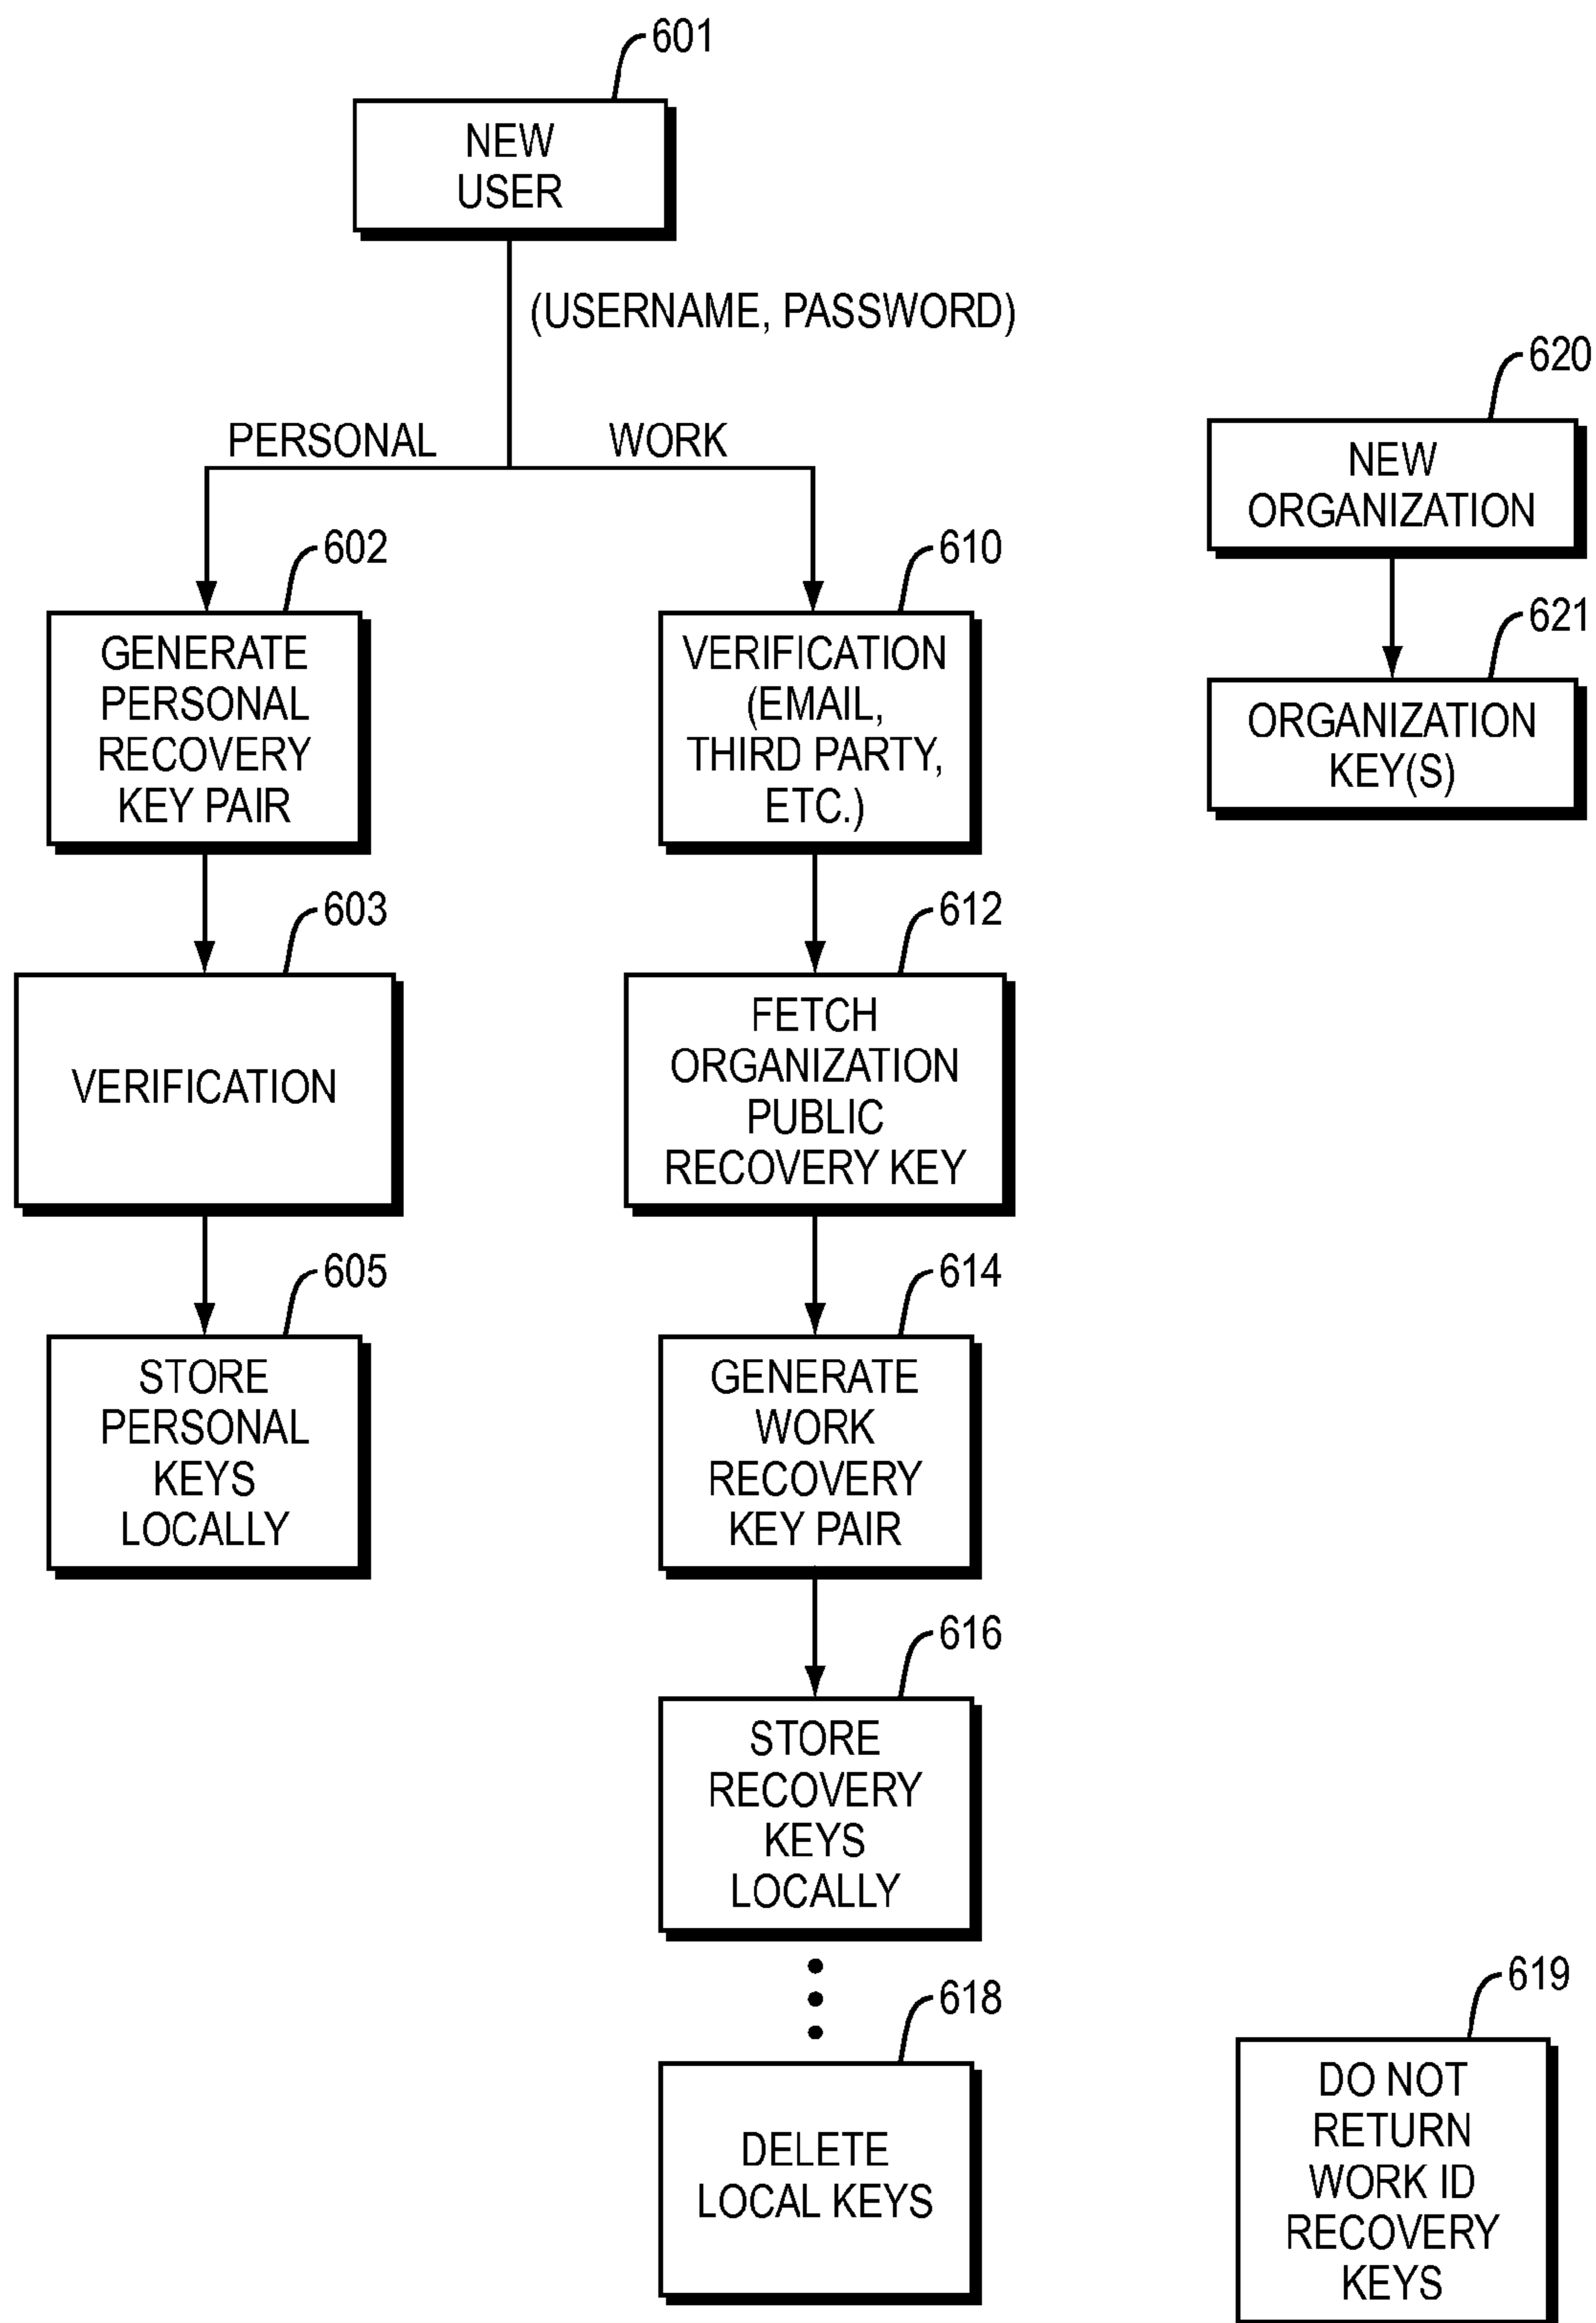 601
NEW
USER
(USERNAME, PASSWORD)
PERSONAL
WORK
602
GENERATE
PERSONAL
RECOVERY
KEY PAIR
603
VERIFICATION
605
STORE
PERSONAL
KEYS
LOCALLY
610
VERIFICATION
(EMAIL,
THIRD PARTY,
ETC.)
612
FETCH
ORGANIZATION
PUBLIC
RECOVERY KEY
614
GENERATE
WORK
RECOVERY
KEY PAIR
616
STORE
RECOVERY
KEYS
LOCALLY
618
DELETE
LOCAL KEYS
620
NEW
ORGANIZATION
621
ORGANIZATION
KEY(S)
619
DO NOT
RETURN
WORK ID
RECOVERY
KEYS